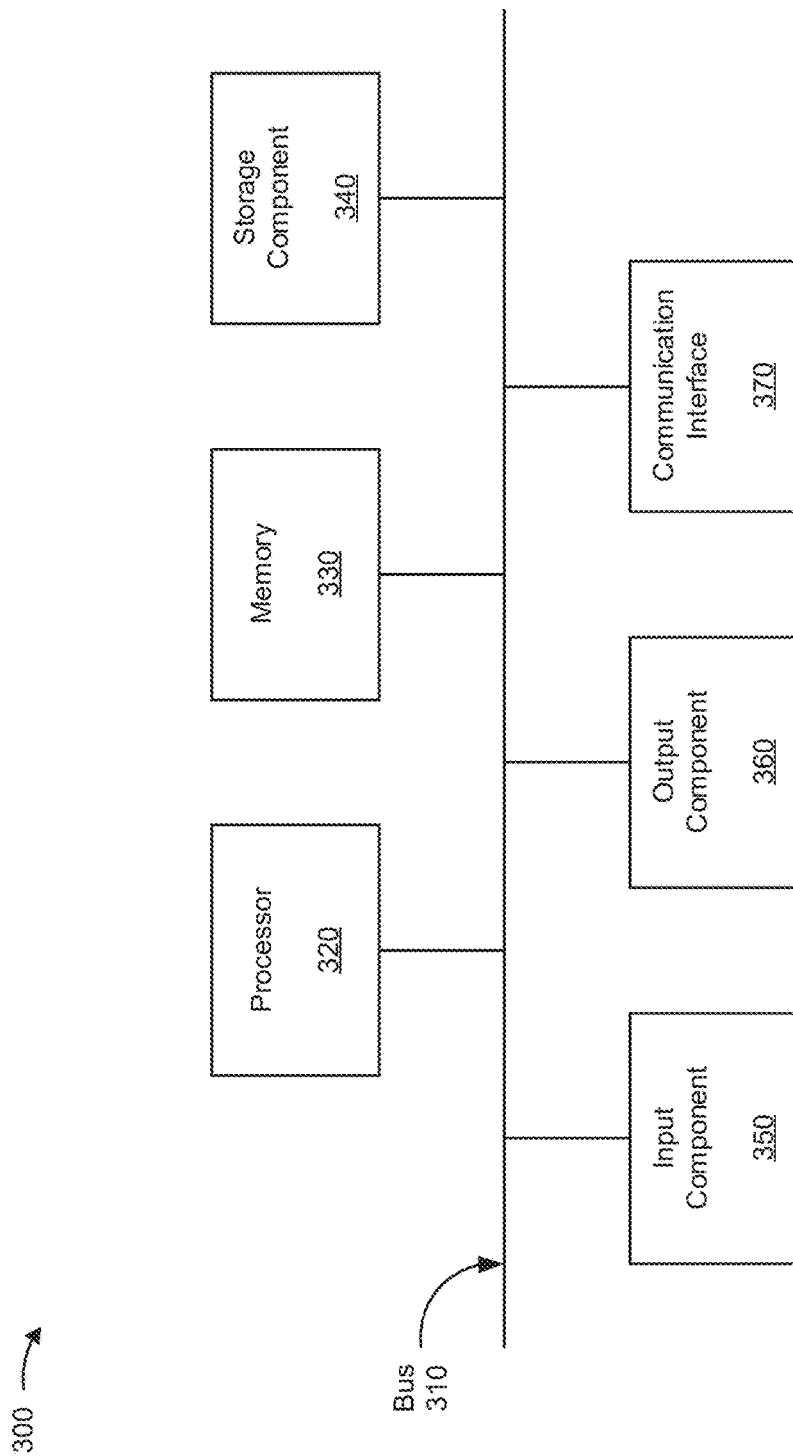 300
Bus
310
Processor
320
Memory
330
Storage
Component
340
Input
Component
350
Output
Component
360
Communication
Interface
370